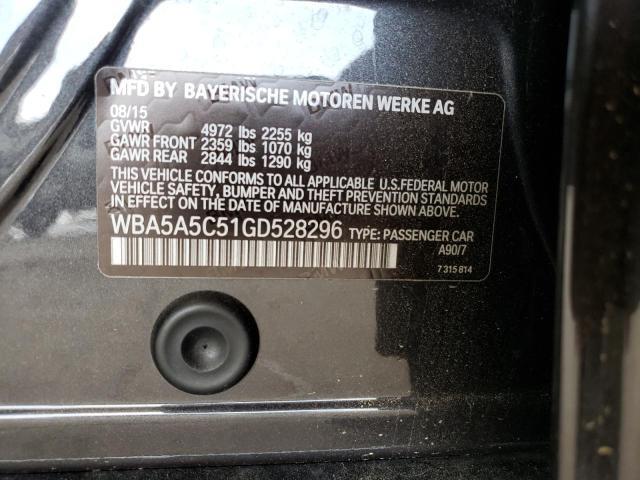 MFD BY BAYERISCHE MOTOREN WERKE AG
08/15
GVWR 4972 lbs 2255 kg
GAWR FRONT 2359 lbs 1070 kg
GAWR REAR 2844 lbs 1290 kg
THIS VEHICLE CONFORMS TO ALL APPLICABLE U.S.FEDERAL MOTOR
VEHICLE SAFETY, BUMPER AND THEFT PREVENTION STANDARDS
IN EFFECT ON THE DATE OF MANUFACTURE SHOWN ABOVE.
WBA5A5C51GD528296 TYPE: PASSENGER CAR
A90/7
7 315 814